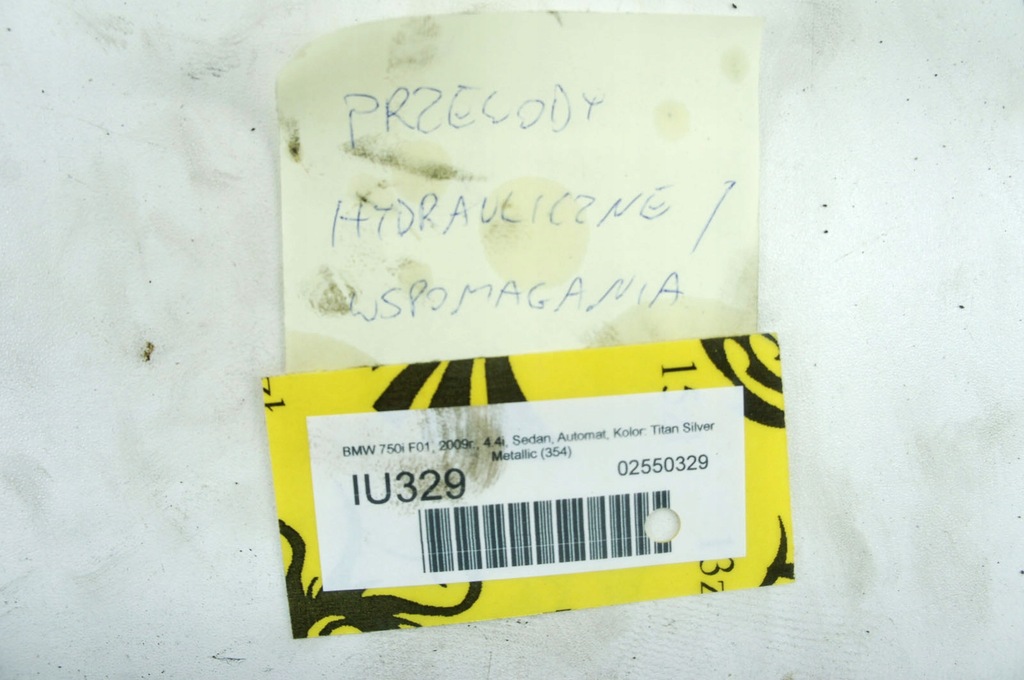 PRZEWODY
HYDRAULICZNE /
WSPOMAGANIA
BMW 750i F01, 2009r., 4.4i, Sedan, Automat, Kolor: Titan Silver
Metallic (354)
IU329
02550329